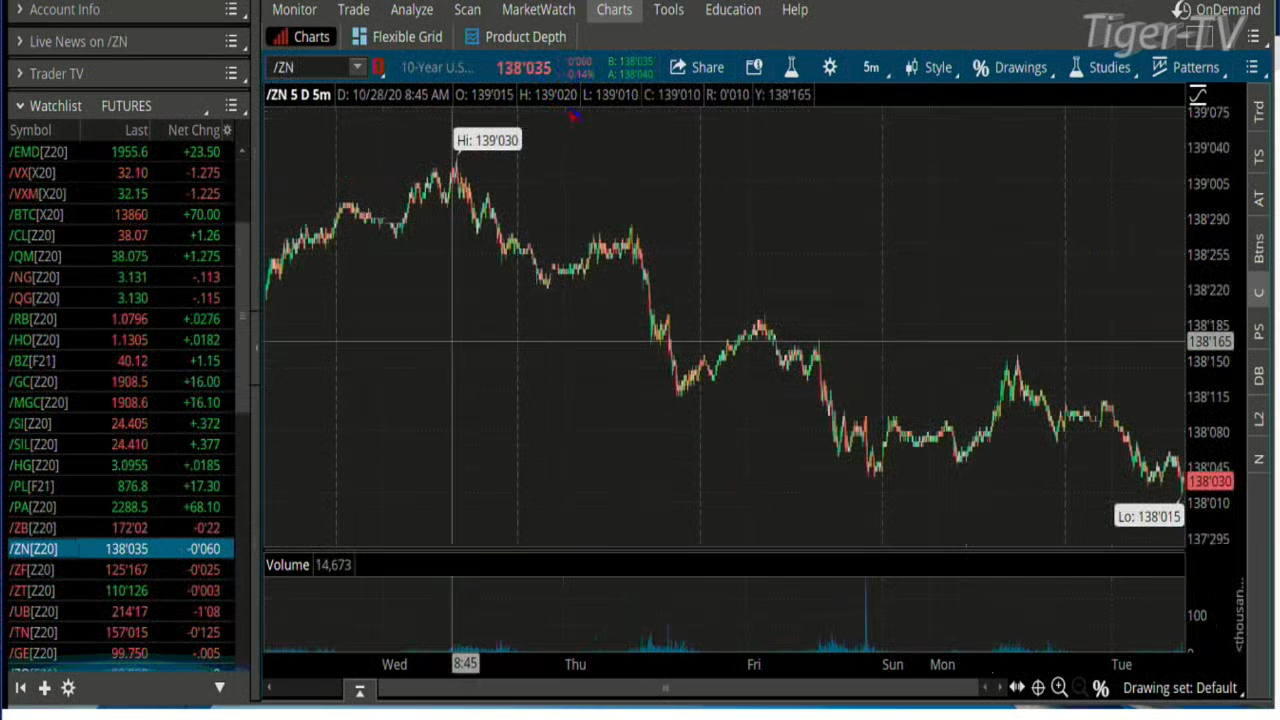 Account Info
Monitor Trade Analyze Scan MarketWatch Charts Tools Education Help
OnDemand
Tiger-TV
Live News on /ZN
Charts Flexible Grid Product Depth
Trader TV
/ZN 10-Year U.S... 138'035 -0'060 -0.14% B: 138'035 A: 138'040 Share 5m Style Drawings Studies Patterns
Watchlist FUTURES
/ZN 5 D 5m D: 10/28/20 8:45 AM O: 139'015 H: 139'020 L: 139'010 C: 139'010 R: 0'010 Y: 138'165
Symbol Last Net Chng
/EMD[Z20] 1955.6 +23.50
/VX[X20] 32.10 -1.275
/VXM[X20] 32.15 -1.225
/BTC[X20] 13860 +70.00
/CL[Z20] 38.07 +1.26
/QM[Z20] 38.075 +1.275
/NG[Z20] 3.131 -.113
/QG[Z20] 3.130 -.115
/RB[Z20] 1.0796 +.0276
/HO[Z20] 1.1305 +.0182
/BZ[F21] 40.12 +1.15
/GC[Z20] 1908.5 +16.00
/MGC[Z20] 1908.6 +16.10
/SI[Z20] 24.405 +.372
/SIL[Z20] 24.410 +.377
/HG[Z20] 3.0955 +.0185
/PL[F21] 876.8 +17.30
/PA[Z20] 2288.5 +68.10
/ZB[Z20] 172'02 -0'22
/ZN[Z20] 138'035 -0'060
/ZF[Z20] 125'167 -0'025
/ZT[Z20] 110'126 -0'003
/UB[Z20] 214'17 -1'08
/TN[Z20] 157'015 -0'125
/GE[Z20] 99.750 -.005
Hi: 139'030
139'075
139'040
139'005
138'290
138'255
138'220
138'185
138'165
138'150
138'115
138'080
138'045
138'030
138'010
137'295
Lo: 138'015
Volume 14,673
100
0
<thousan...
Wed 8:45 Thu Fri Sun Mon Tue
Drawing set: Default
Trd
TS
AT
Btns
C
PS
DB
L2
N